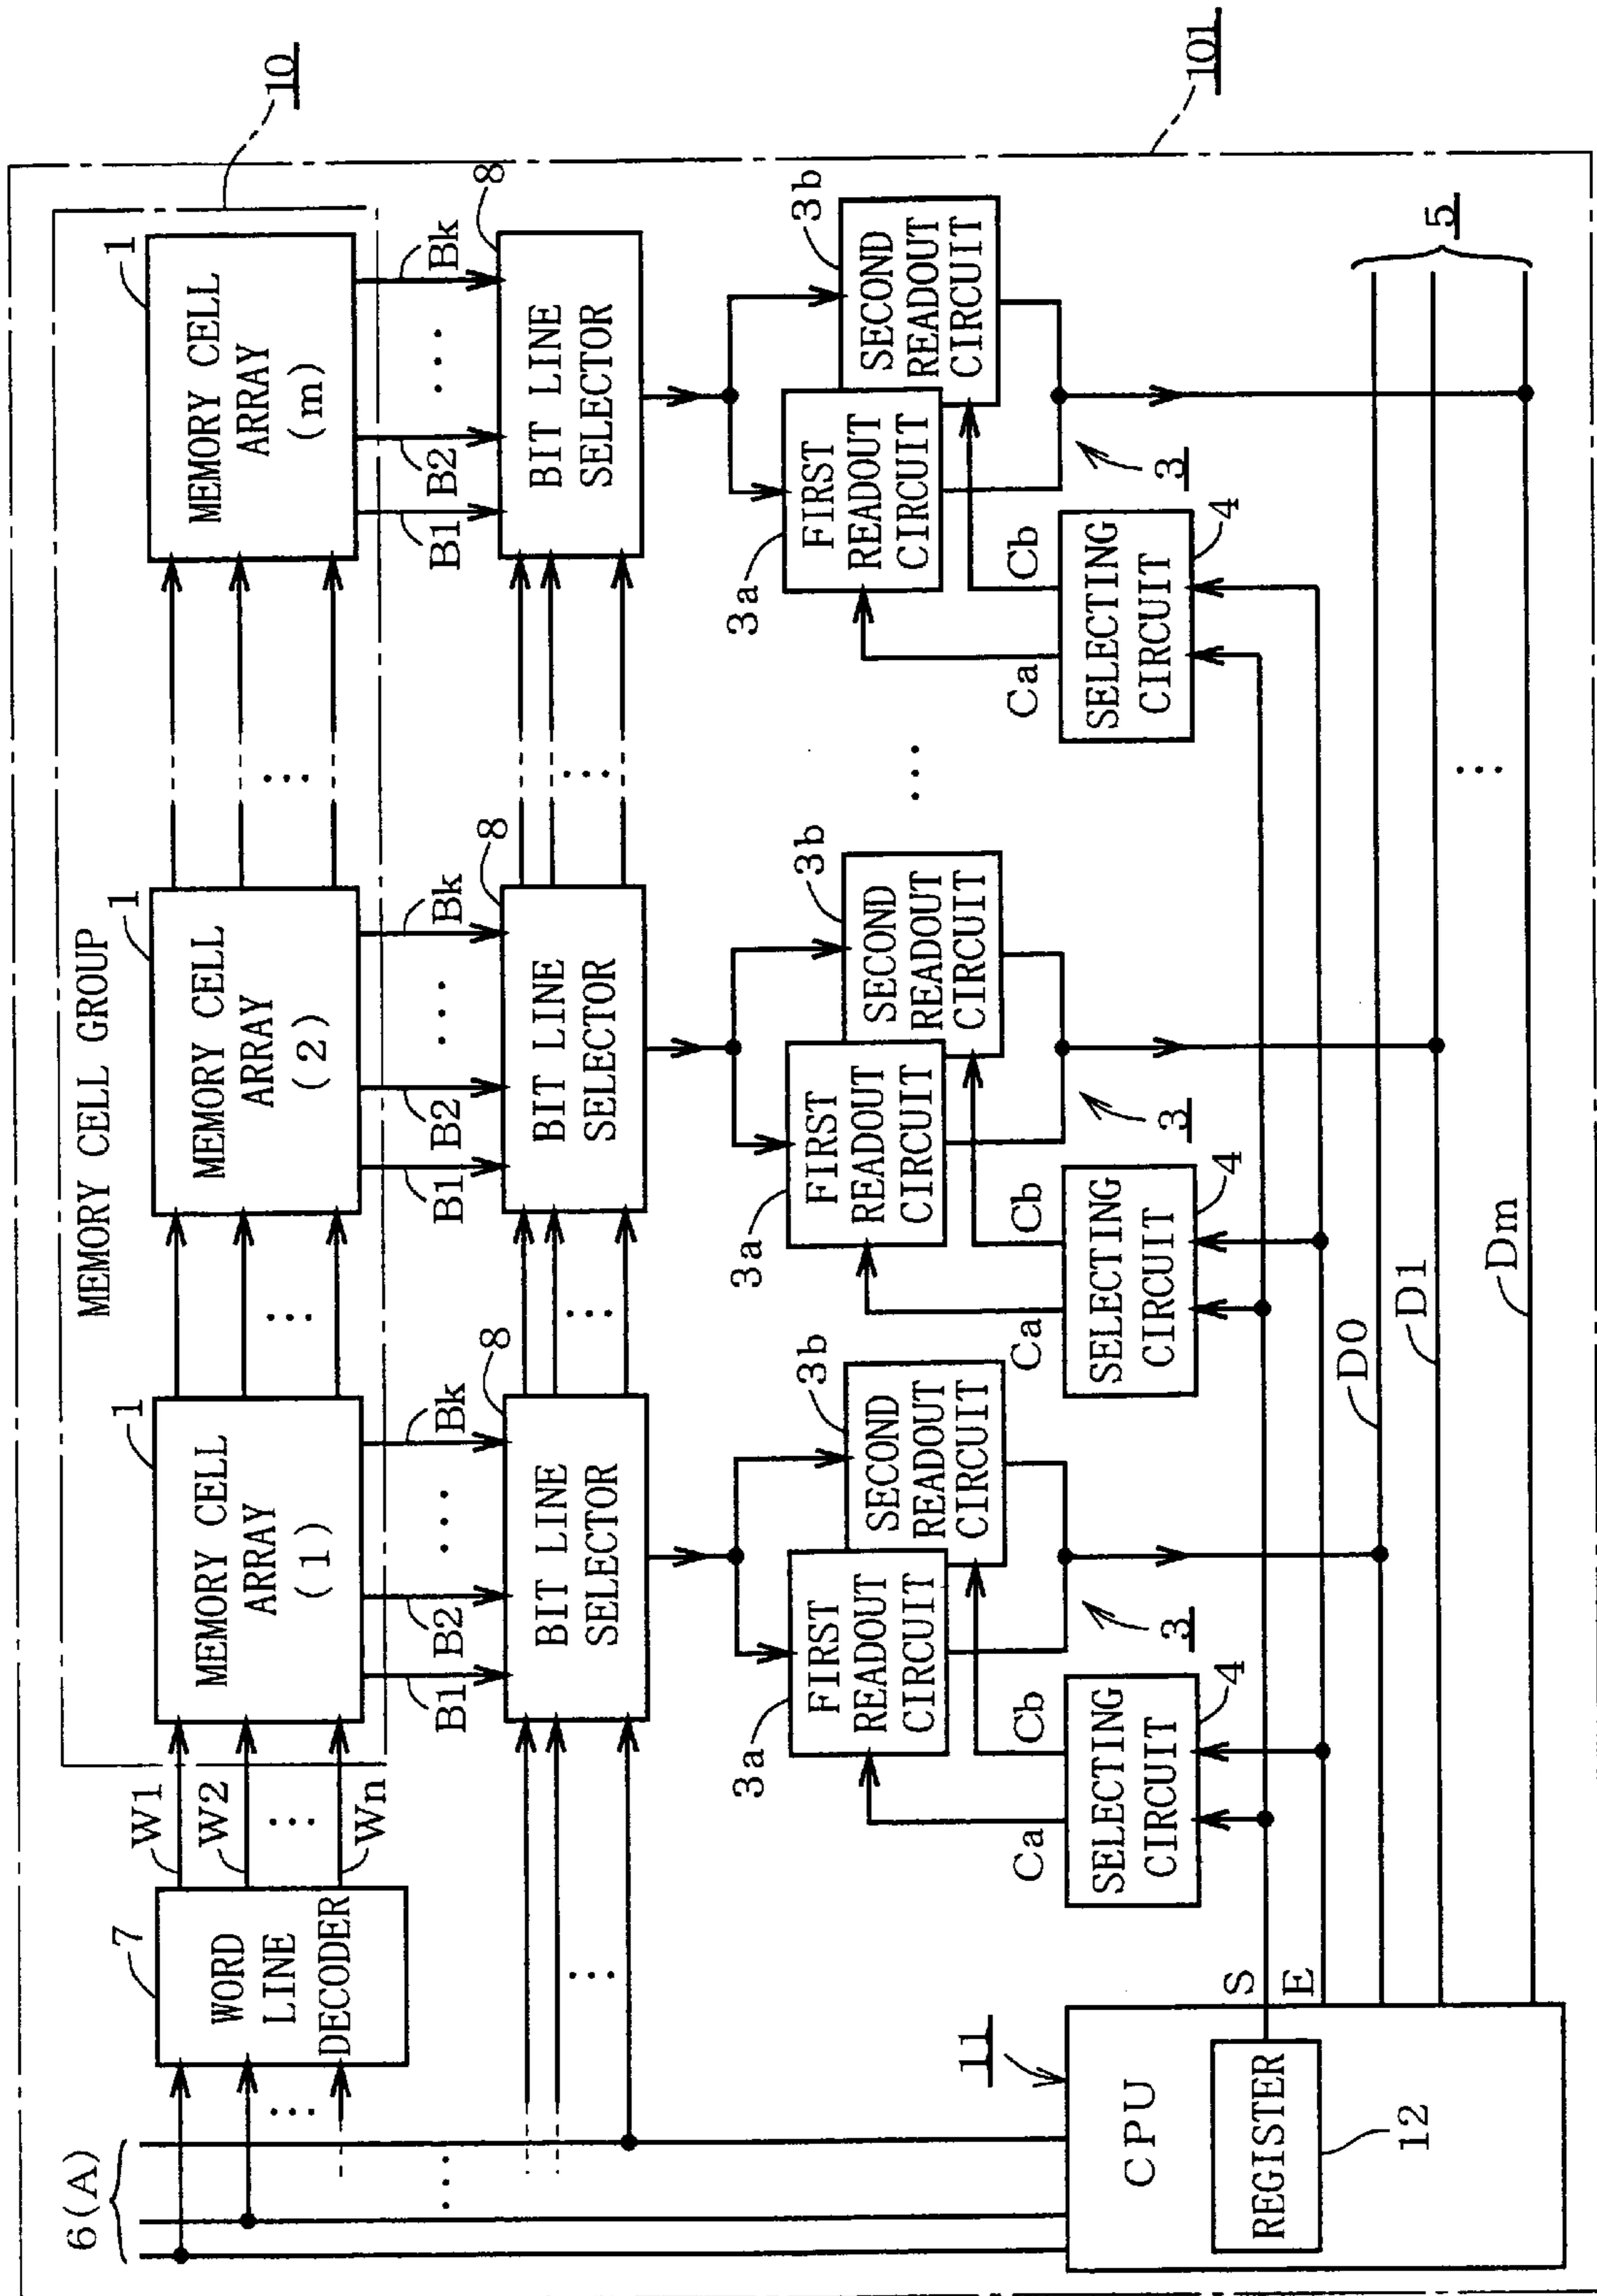 10
101
MEMORY CELL GROUP
6(A)
7
WORD
LINE
DECODER
W1
W2
...
Wn
1
MEMORY CELL
ARRAY
(1)
...
1
MEMORY CELL
ARRAY
(2)
...
1
MEMORY CELL
ARRAY
(m)
...
...
B1
B2
...
Bk
B1
B2
...
Bk
B1
B2
...
Bk
...
8
BIT LINE
SELECTOR
...
8
BIT LINE
SELECTOR
...
8
BIT LINE
SELECTOR
3a
FIRST
READOUT
CIRCUIT
3b
SECOND
READOUT
CIRCUIT
3a
FIRST
READOUT
CIRCUIT
3b
SECOND
READOUT
CIRCUIT
...
3a
FIRST
READOUT
CIRCUIT
3b
SECOND
READOUT
CIRCUIT
Ca
Cb
3
Ca
Cb
3
Ca
Cb
3
SELECTING
CIRCUIT
4
SELECTING
CIRCUIT
4
SELECTING
CIRCUIT
4
11
CPU
REGISTER
12
S
E
D0
D1
Dm
...
5